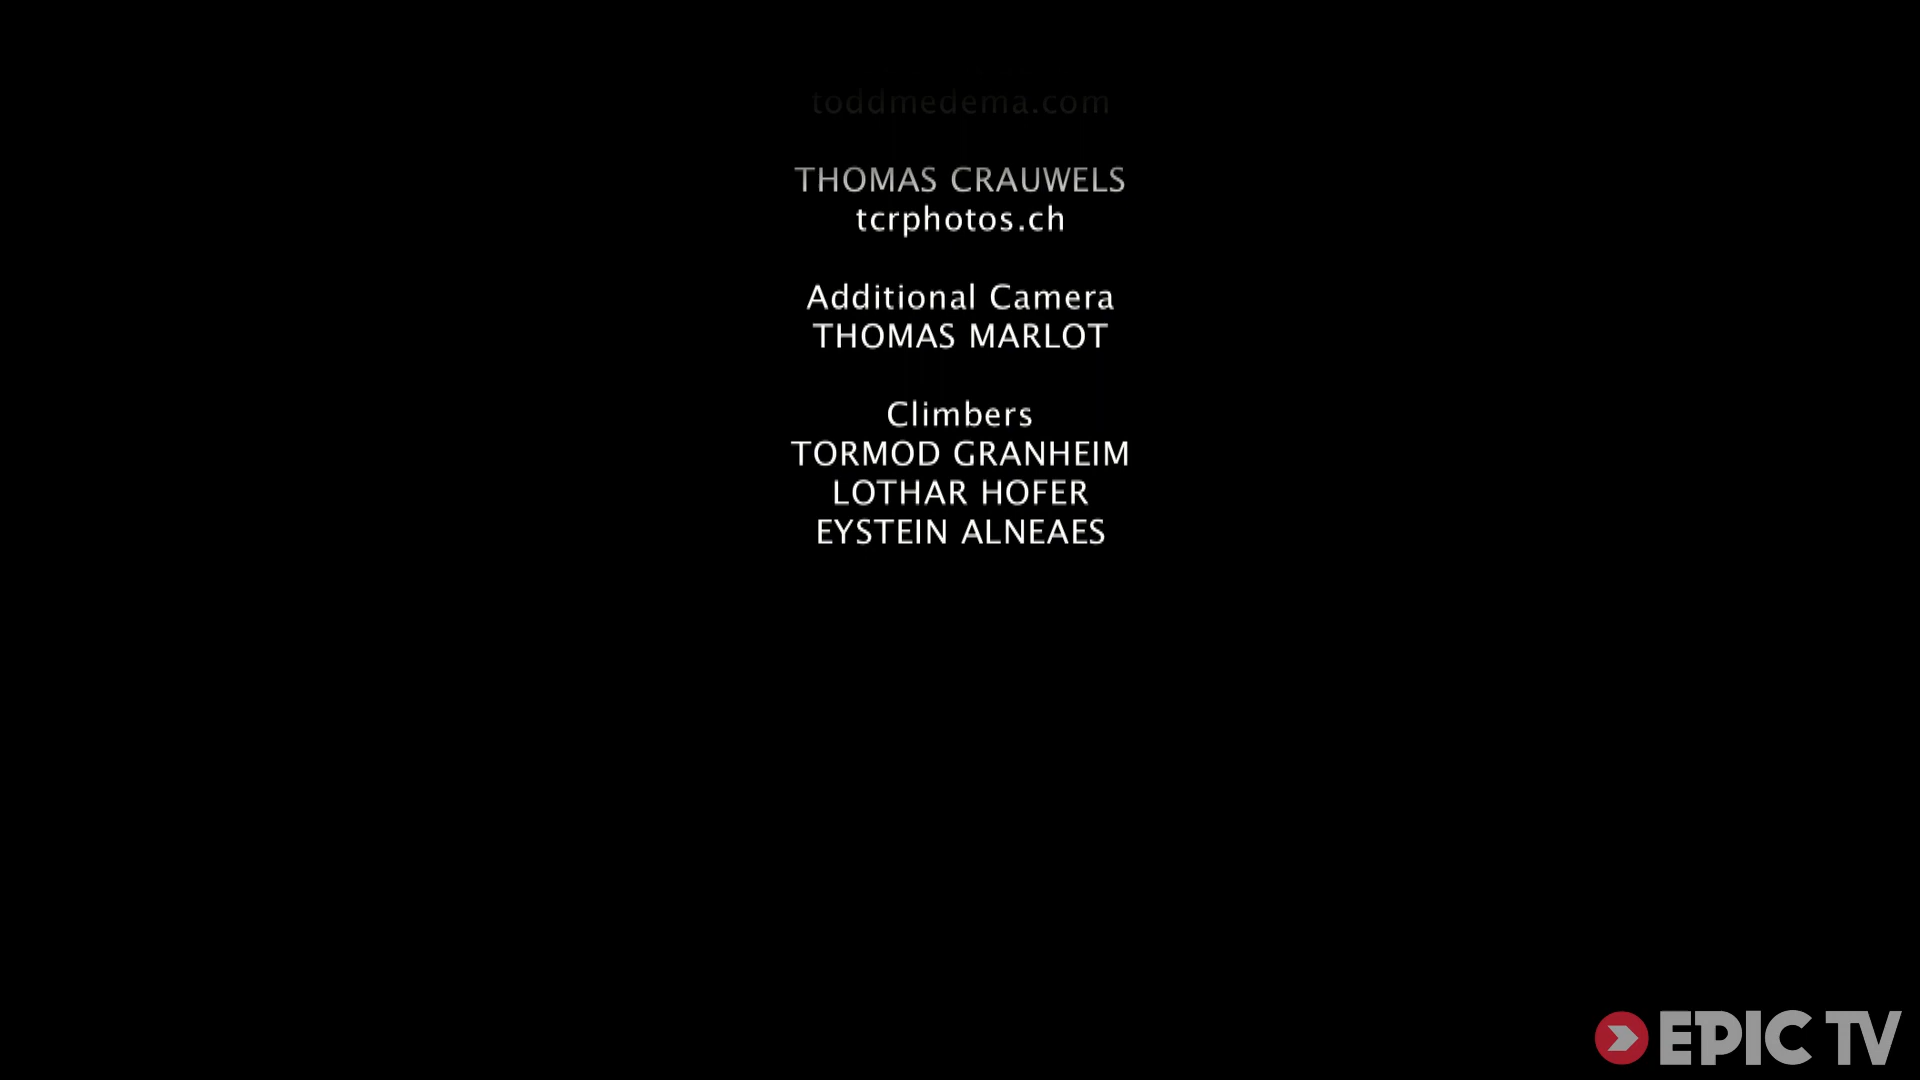 toddmedema.com
THOMAS CRAUWELS
tcrphotos.ch
Additional Camera
THOMAS MARLOT
Climbers
TORMOD GRANHEIM
LOTHAR HOFER
EYSTEIN ALNEAES
EPIC TV